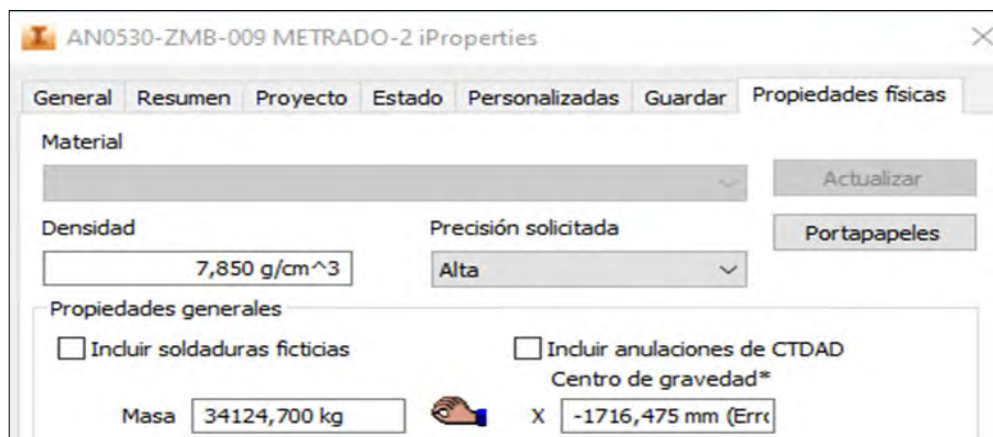 AN0530-ZMB-009 METRADO-2 iProperties
General Resumen Proyecto Estado Personalizadas Guardar Propiedades físicas
Material
Actualizar
Densidad Precisión solicitada Portapapeles
7,850 g/cm^3 Alta
Propiedades generales
Incluir soldaduras ficticias Incluir anulaciones de CTDAD
Centro de gravedad*
Masa 34124,700 kg X -1716,475 mm (Errc